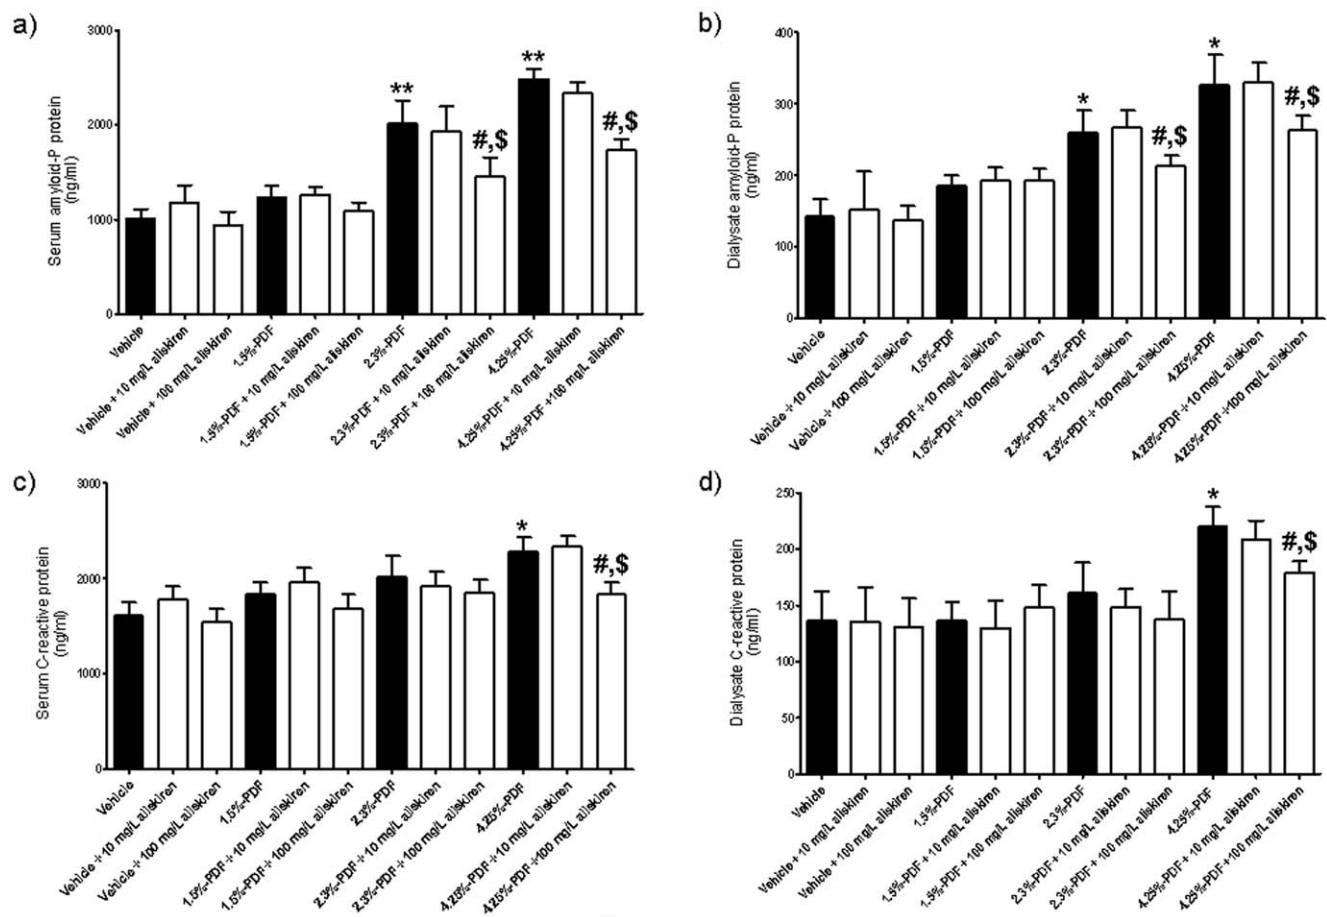 a)
Serum amyloid-P protein
(ng/ml)
3000
2000
1000
0
**
**
#,$
#,$
Vehicle
Vehicle + 10 mg/L aliskiren
Vehicle + 100 mg/L aliskiren
1.5%-PDF
1.5%-PDF + 10 mg/L aliskiren
1.5%-PDF + 100 mg/L aliskiren
2.3%-PDF
2.3%-PDF + 10 mg/L aliskiren
2.3%-PDF + 100 mg/L aliskiren
4.25%-PDF
4.25%-PDF + 10 mg/L aliskiren
4.25%-PDF +100 mg/L aliskiren
b)
Dialysate amyloid-P protein
(ng/ml)
400
300
200
100
0
*
*
#,$
#,$
Vehicle
Vehicle + 10 mg/L aliskiren
Vehicle + 100 mg/L aliskiren
1.5%-PDF
1.5%-PDF + 10 mg/L aliskiren
1.5%-PDF + 100 mg/L aliskiren
2.3%-PDF
2.3%-PDF + 10 mg/L aliskiren
2.3%-PDF + 100 mg/L aliskiren
4.25%-PDF
4.25%-PDF + 10 mg/L aliskiren
4.25%-PDF +100 mg/L aliskiren
c)
Serum C-reactive protein
(ng/ml)
3000
2000
1000
0
*
#,$
Vehicle
Vehicle + 10 mg/L aliskiren
Vehicle + 100 mg/L aliskiren
1.5%-PDF
1.5%-PDF + 10 mg/L aliskiren
1.5%-PDF + 100 mg/L aliskiren
2.3%-PDF
2.3%-PDF + 10 mg/L aliskiren
2.3%-PDF + 100 mg/L aliskiren
4.25%-PDF
4.25%-PDF + 10 mg/L aliskiren
4.25%-PDF +100 mg/L aliskiren
d)
Dialysate C-reactive protein
(ng/ml)
250
200
150
100
50
0
*
#,$
Vehicle
Vehicle + 10 mg/L aliskiren
Vehicle + 100 mg/L aliskiren
1.5%-PDF
1.5%-PDF + 10 mg/L aliskiren
1.5%-PDF + 100 mg/L aliskiren
2.3%-PDF
2.3%-PDF + 10 mg/L aliskiren
2.3%-PDF + 100 mg/L aliskiren
4.25%-PDF
4.25%-PDF + 10 mg/L aliskiren
4.25%-PDF +100 mg/L aliskiren